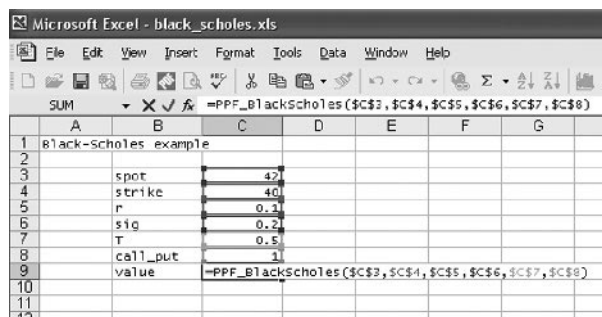 Microsoft Excel - black_scholes.xls
File Edit View Insert Format Tools Data Window Help
SUM fx =PPF_BlackScholes($C$3,$C$4,$C$5,$C$6,$C$7,$C$8)
A B C D E F G
1 Black-Scholes example
2
3 spot 42
4 strike 40
5 r 0.1
6 sig 0.2
7 T 0.5
8 call_put 1
9 value =PPF_BlackScholes($C$3,$C$4,$C$5,$C$6,$C$7,$C$8)
10
11
12